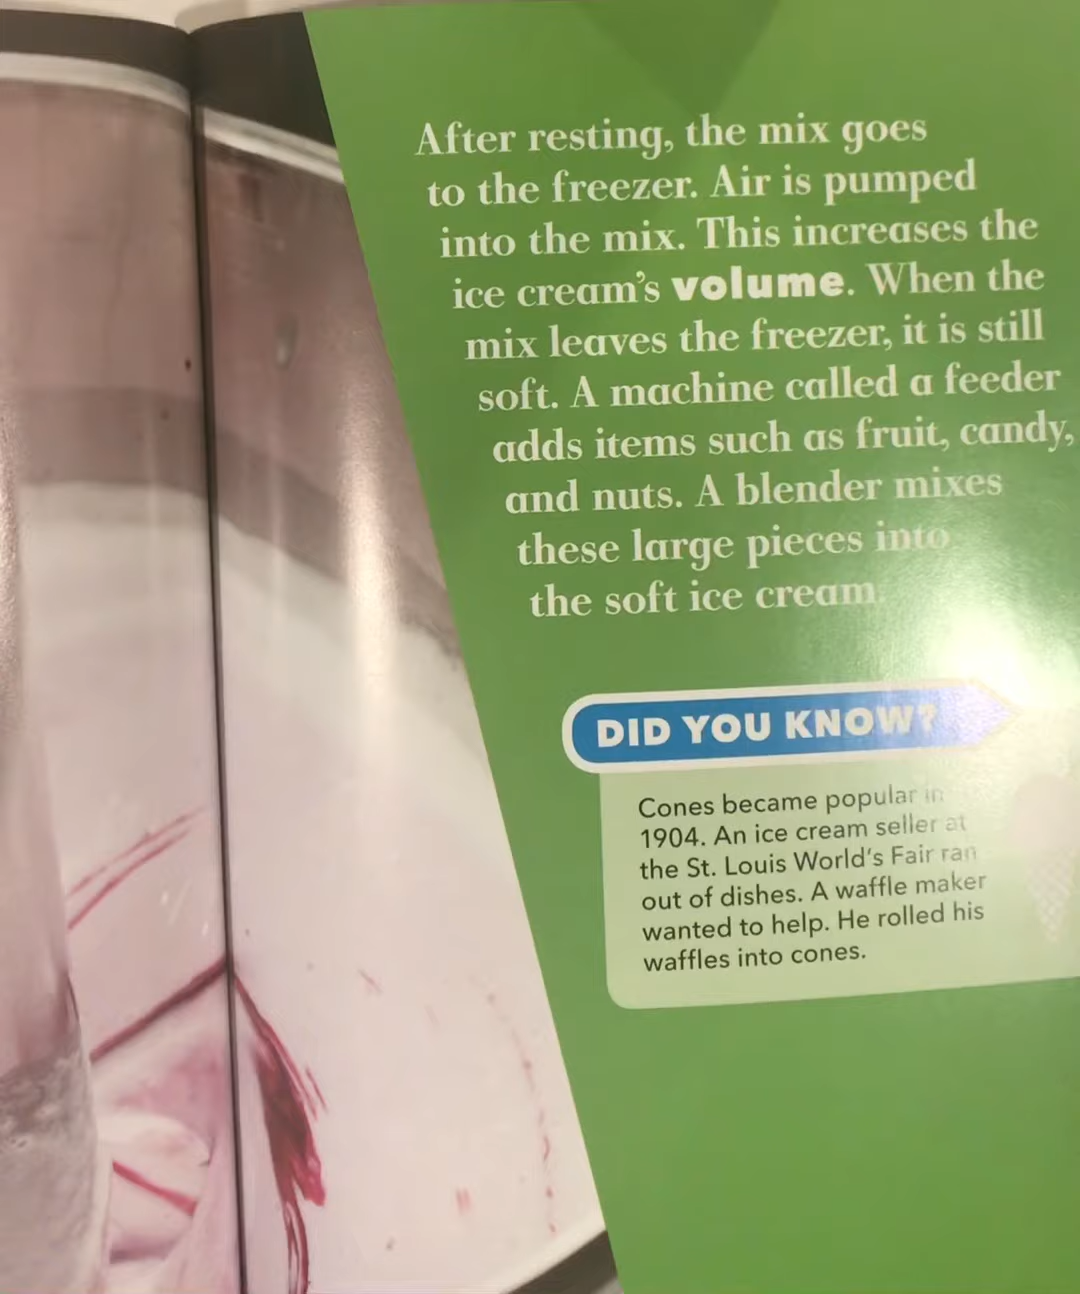 After resting, the mix goes
to the freezer. Air is pumped
into the mix. This increases the
ice cream's volume. When the
mix leaves the freezer, it is still
soft. A machine called a feeder
adds items such as fruit, candy,
and nuts. A blender mixes
these large pieces into
the soft ice cream.
DID YOU KNOW?
Cones became popular in
1904. An ice cream seller at
the St. Louis World's Fair ran
out of dishes. A waffle maker
wanted to help. He rolled his
waffles into cones.